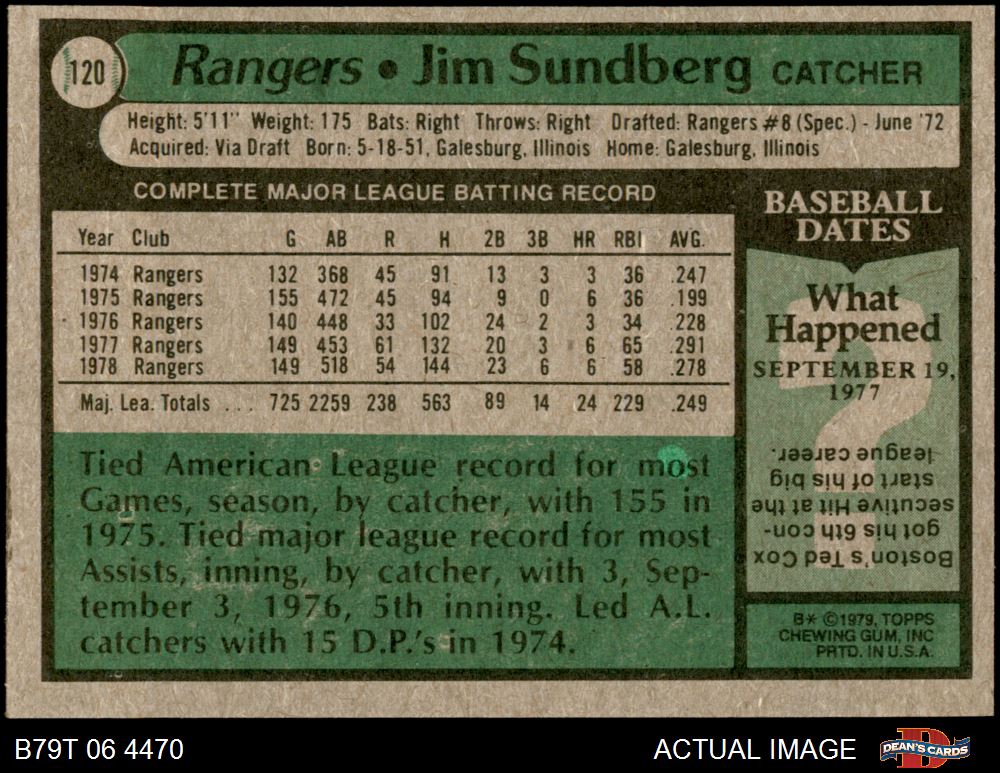 120 Rangers • Jim Sundberg CATCHER
Height: 5'11" Weight: 175 Bats: Right Throws: Right Drafted: Rangers #8 (Spec.) - June '72
Acquired: Via Draft Born: 5-18-51, Galesburg, Illinois Home: Galesburg, Illinois
COMPLETE MAJOR LEAGUE BATTING RECORD
Year Club G AB R H 2B 3B HR RBI AVG.
1974 Rangers 132 368 45 91 13 3 3 36 .247
1975 Rangers 155 472 45 94 9 0 6 36 .199
1976 Rangers 140 448 33 102 24 2 3 34 .228
1977 Rangers 149 453 61 132 20 3 6 65 .291
1978 Rangers 149 518 54 144 23 6 6 58 .278
Maj. Lea. Totals ... 725 2259 238 563 89 14 24 229 .249
Tied American League record for most
Games, season, by catcher, with 155 in
1975. Tied major league record for most
Assists, inning, by catcher, with 3, Sep-
tember 3, 1976, 5th inning. Led A.L.
catchers with 15 D.P.'s in 1974.
BASEBALL
DATES
What
Happened
SEPTEMBER 19,
1977
?
Boston's Ted Cox
got his 6th con-
secutive Hit at the
start of his big
league career.
B* ©1979, TOPPS
CHEWING GUM, INC
PRTD. IN U.S.A.
B79T 06 4470
ACTUAL IMAGE
DEAN'S CARDS